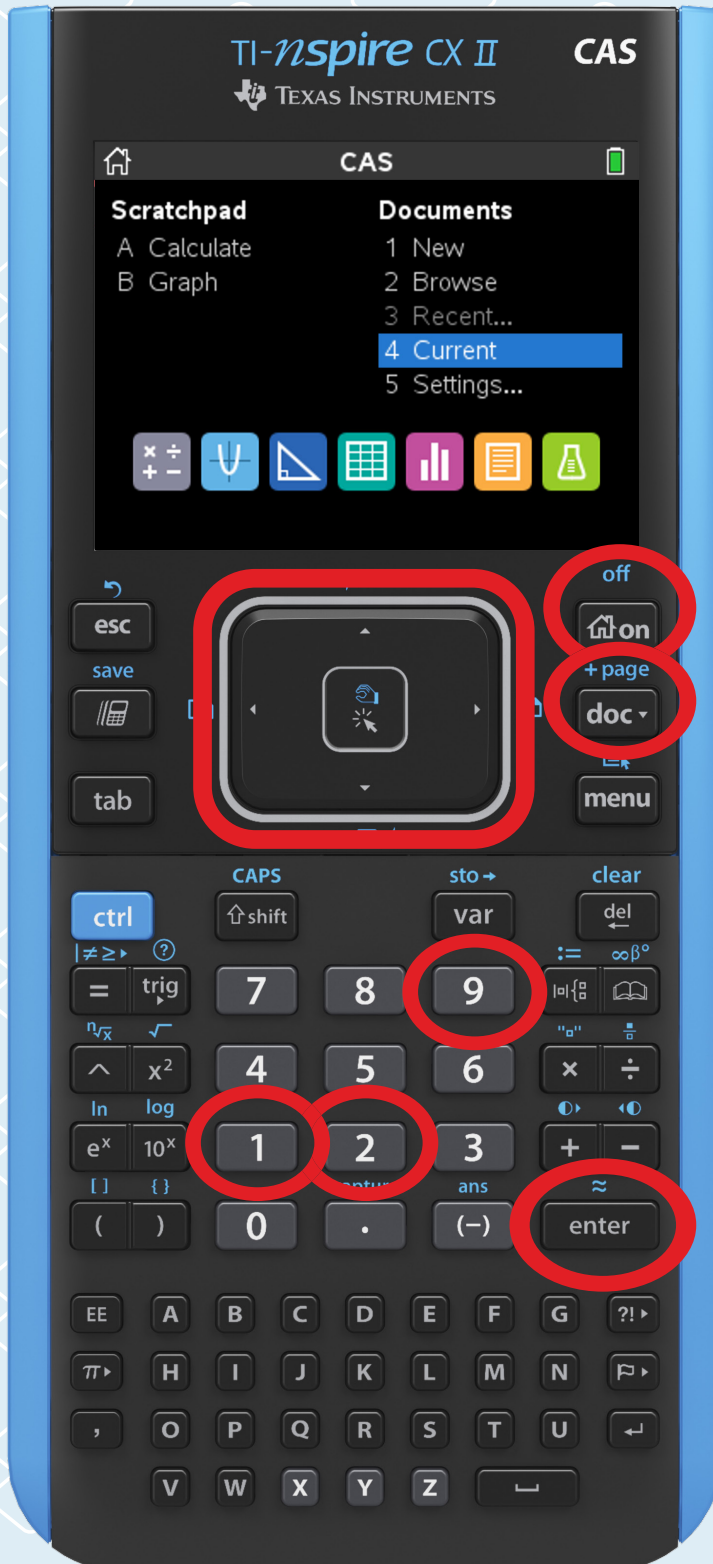 TI-nspire CX II CAS
TEXAS INSTRUMENTS
CAS
Scratchpad
A Calculate
B Graph
Documents
1 New
2 Browse
3 Recent...
4 Current
5 Settings...
off
esc
on
save
+page
doc
tab
menu
CAPS
sto
clear
ctrl
shift
var
del
|≠≥ ? := ∞β°
= trig 7 8 9
ⁿ√x √ "▫"
^ x² 4 5 6 × ÷
ln log
eˣ 10ˣ 1 2 3 + −
[ ] { } ans ≈
( ) 0 . (−) enter
EE A B C D E F G ?!
π H I J K L M N
, O P Q R S T U
V W X Y Z